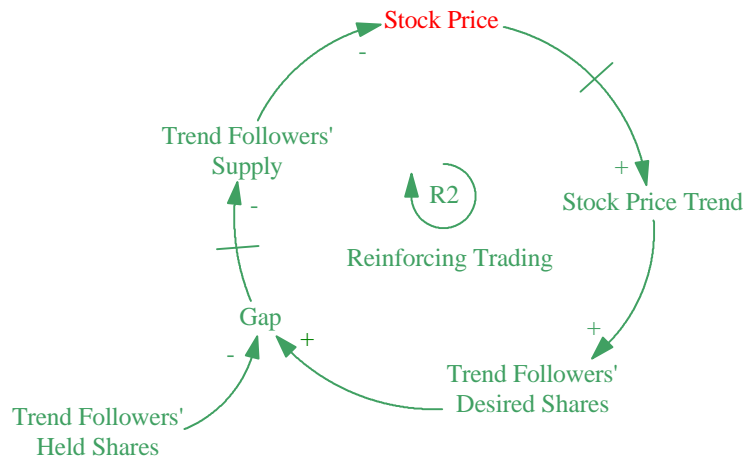 Stock Price
-
Trend Followers'
Supply
+
-
R2
Stock Price Trend
Reinforcing Trading
Gap
+
+
-
Trend Followers'
Desired Shares
Trend Followers'
Held Shares